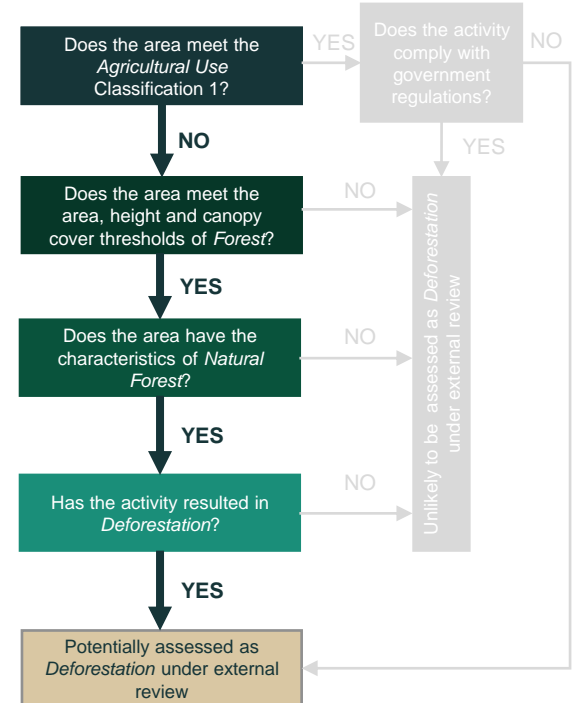 Does the area meet the
Agricultural Use
Classification 1?
YES
Does the activity
comply with
government
regulations?
NO
NO
YES
Does the area meet the
area, height and canopy
cover thresholds of Forest?
NO
Unlikely to be assessed as Deforestation
under external review
YES
Does the area have the
characteristics of Natural
Forest?
NO
YES
Has the activity resulted in
Deforestation?
NO
YES
Potentially assessed as
Deforestation under external
review